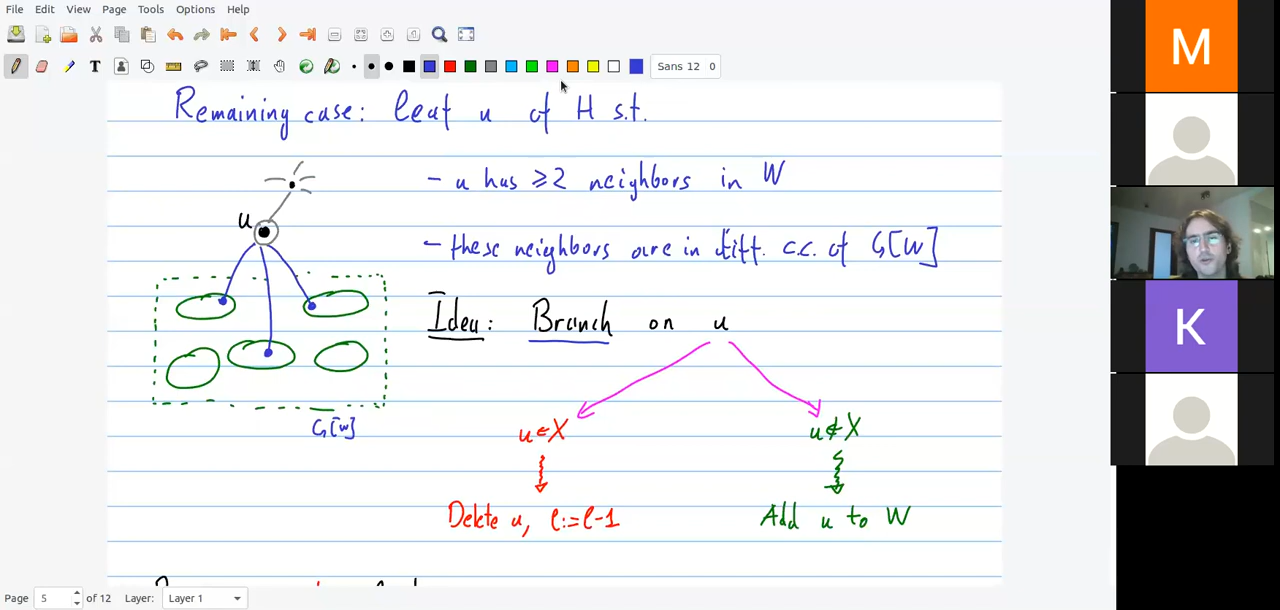 File Edit View Page Tools Options Help
Sans 12 0
Remaining case: leaf u of H s.t.
- u has ≥2 neighbors in W
- these neighbors are in diff. c.c. of G[W]
u
Idea: Branch on u
G[W]
u∈X u∉X
Delete u, l:=l-1 Add u to W
Page 5 of 12 Layer: Layer 1
M
K